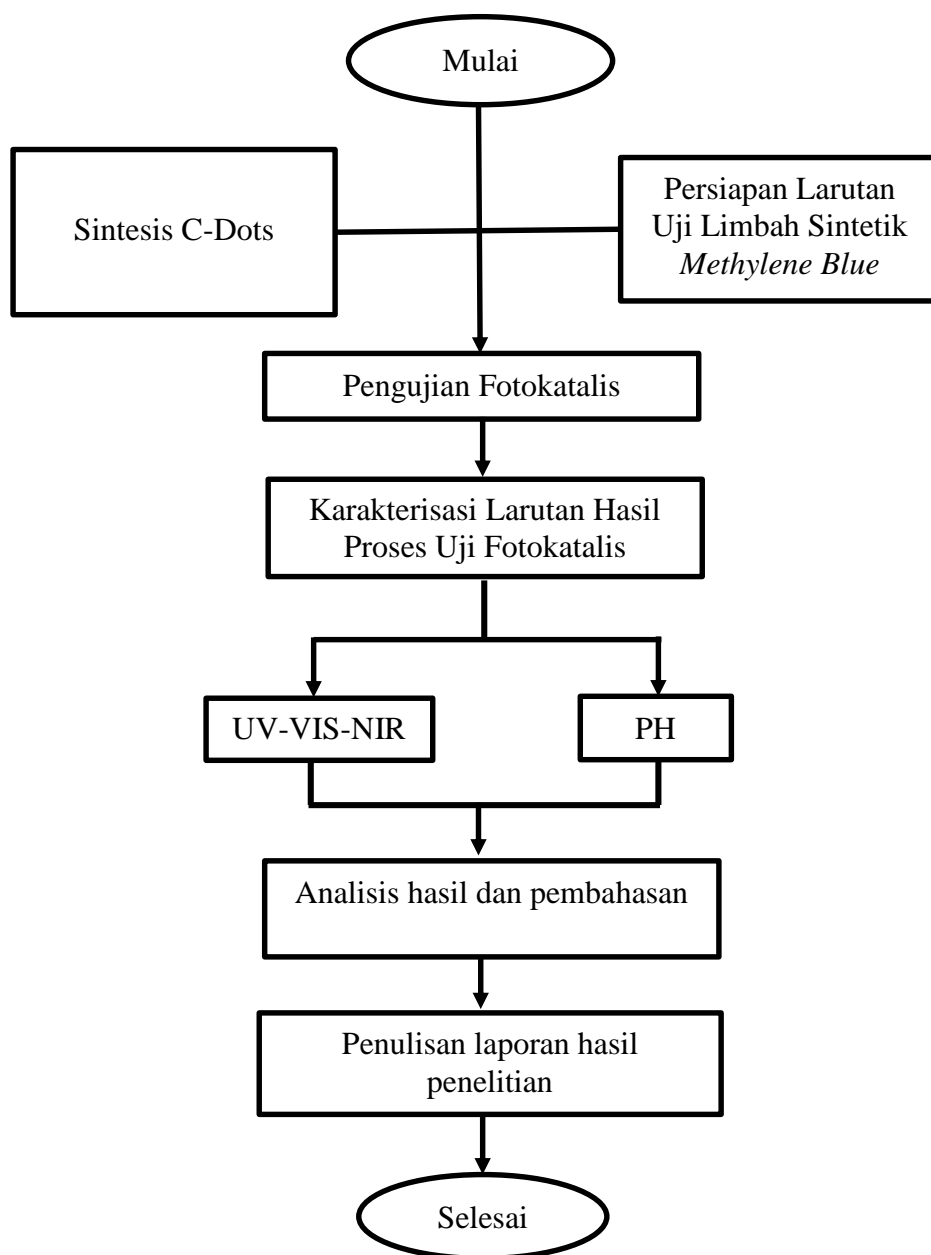 Mulai
Sintesis C-Dots
Persiapan Larutan
Uji Limbah Sintetik
Methylene Blue
Pengujian Fotokatalis
Karakterisasi Larutan Hasil
Proses Uji Fotokatalis
UV-VIS-NIR
PH
Analisis hasil dan pembahasan
Penulisan laporan hasil
penelitian
Selesai